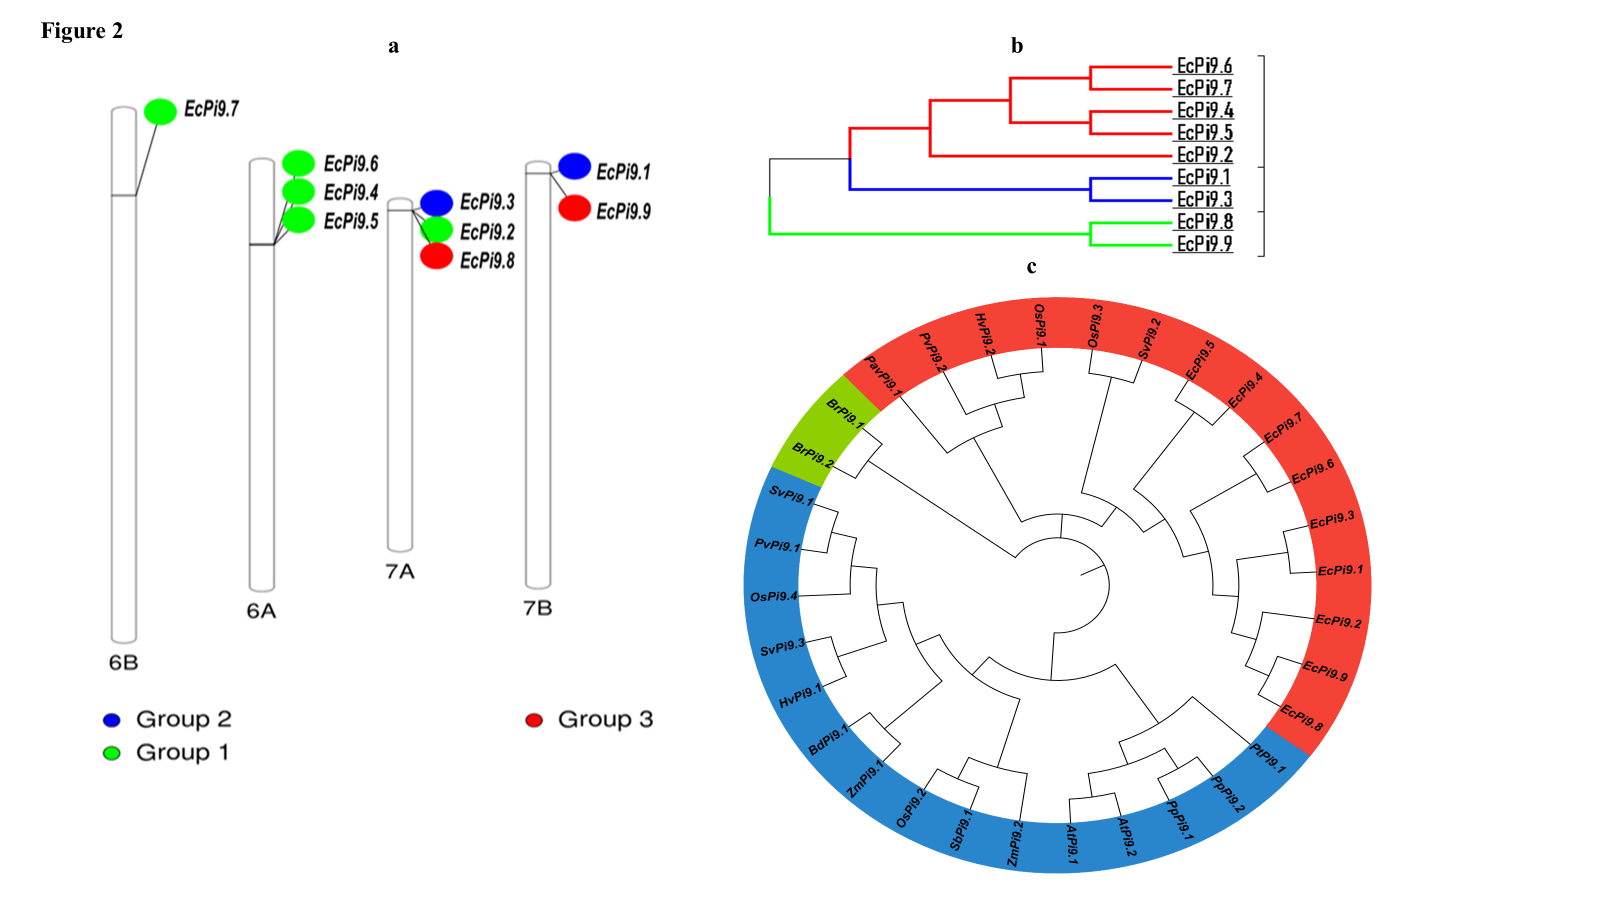 Figure 2
a
EcPi9.7
EcPi9.6
EcPi9.4
EcPi9.5
EcPi9.3
EcPi9.2
EcPi9.8
EcPi9.1
EcPi9.9
6B
6A
7A
7B
Group 2
Group 1
Group 3
b
EcPi9.6
EcPi9.7
EcPi9.4
EcPi9.5
EcPi9.2
EcPi9.1
EcPi9.3
EcPi9.8
EcPi9.9
c
OsPi9.3
SvPi9.2
EcPi9.5
EcPi9.4
EcPi9.7
EcPi9.6
EcPi9.3
EcPi9.1
EcPi9.2
EcPi9.9
EcPi9.8
PtPi9.1
PpPi9.2
PpPi9.1
AtPi9.2
AtPi9.1
ZmPi9.2
SbPi9.1
OsPi9.2
ZmPi9.1
BdPi9.1
HvPi9.1
SvPi9.3
OsPi9.4
PvPi9.1
SvPi9.1
BrPi9.2
BrPi9.1
PavPi9.1
PvPi9.2
HvPi9.2
OsPi9.1